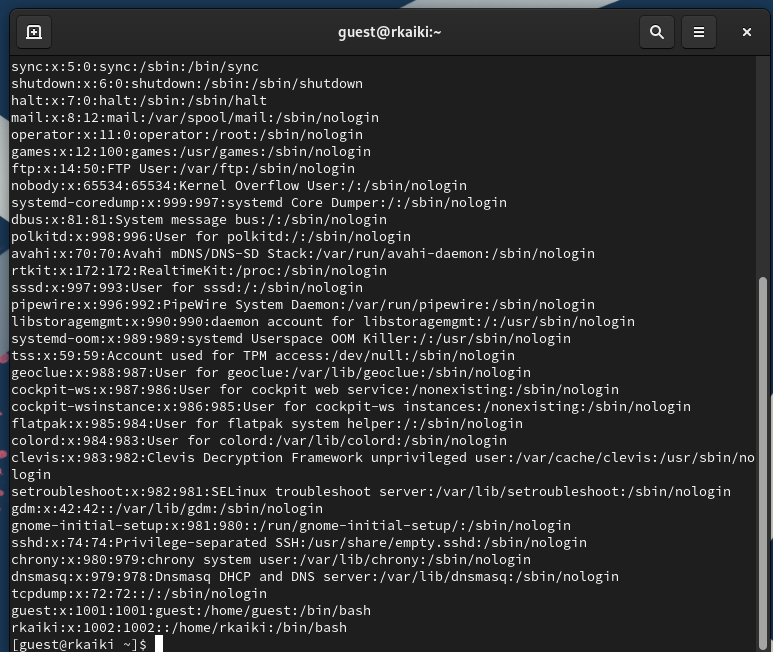 guest@rkaiki:~
sync:x:5:0:sync:/sbin:/bin/sync
shutdown:x:6:0:shutdown:/sbin:/sbin/shutdown
halt:x:7:0:halt:/sbin:/sbin/halt
mail:x:8:12:mail:/var/spool/mail:/sbin/nologin
operator:x:11:0:operator:/root:/sbin/nologin
games:x:12:100:games:/usr/games:/sbin/nologin
ftp:x:14:50:FTP User:/var/ftp:/sbin/nologin
nobody:x:65534:65534:Kernel Overflow User:/:/sbin/nologin
systemd-coredump:x:999:997:systemd Core Dumper:/:/sbin/nologin
dbus:x:81:81:System message bus:/:/sbin/nologin
polkitd:x:998:996:User for polkitd:/:/sbin/nologin
avahi:x:70:70:Avahi mDNS/DNS-SD Stack:/var/run/avahi-daemon:/sbin/nologin
rtkit:x:172:172:RealtimeKit:/proc:/sbin/nologin
sssd:x:997:993:User for sssd:/:/sbin/nologin
pipewire:x:996:992:PipeWire System Daemon:/var/run/pipewire:/sbin/nologin
libstoragemgmt:x:990:990:daemon account for libstoragemgmt:/:/usr/sbin/nologin
systemd-oom:x:989:989:systemd Userspace OOM Killer:/:/usr/sbin/nologin
tss:x:59:59:Account used for TPM access:/dev/null:/sbin/nologin
geoclue:x:988:987:User for geoclue:/var/lib/geoclue:/sbin/nologin
cockpit-ws:x:987:986:User for cockpit web service:/nonexisting:/sbin/nologin
cockpit-wsinstance:x:986:985:User for cockpit-ws instances:/nonexisting:/sbin/nologin
flatpak:x:985:984:User for flatpak system helper:/:/sbin/nologin
colord:x:984:983:User for colord:/var/lib/colord:/sbin/nologin
clevis:x:983:982:Clevis Decryption Framework unprivileged user:/var/cache/clevis:/usr/sbin/no
login
setroubleshoot:x:982:981:SELinux troubleshoot server:/var/lib/setroubleshoot:/sbin/nologin
gdm:x:42:42::/var/lib/gdm:/sbin/nologin
gnome-initial-setup:x:981:980::/run/gnome-initial-setup/:/sbin/nologin
sshd:x:74:74:Privilege-separated SSH:/usr/share/empty.sshd:/sbin/nologin
chrony:x:980:979:chrony system user:/var/lib/chrony:/sbin/nologin
dnsmasq:x:979:978:Dnsmasq DHCP and DNS server:/var/lib/dnsmasq:/sbin/nologin
tcpdump:x:72:72::/:/sbin/nologin
guest:x:1001:1001:guest:/home/guest:/bin/bash
rkaiki:x:1002:1002::/home/rkaiki:/bin/bash
[guest@rkaiki ~]$